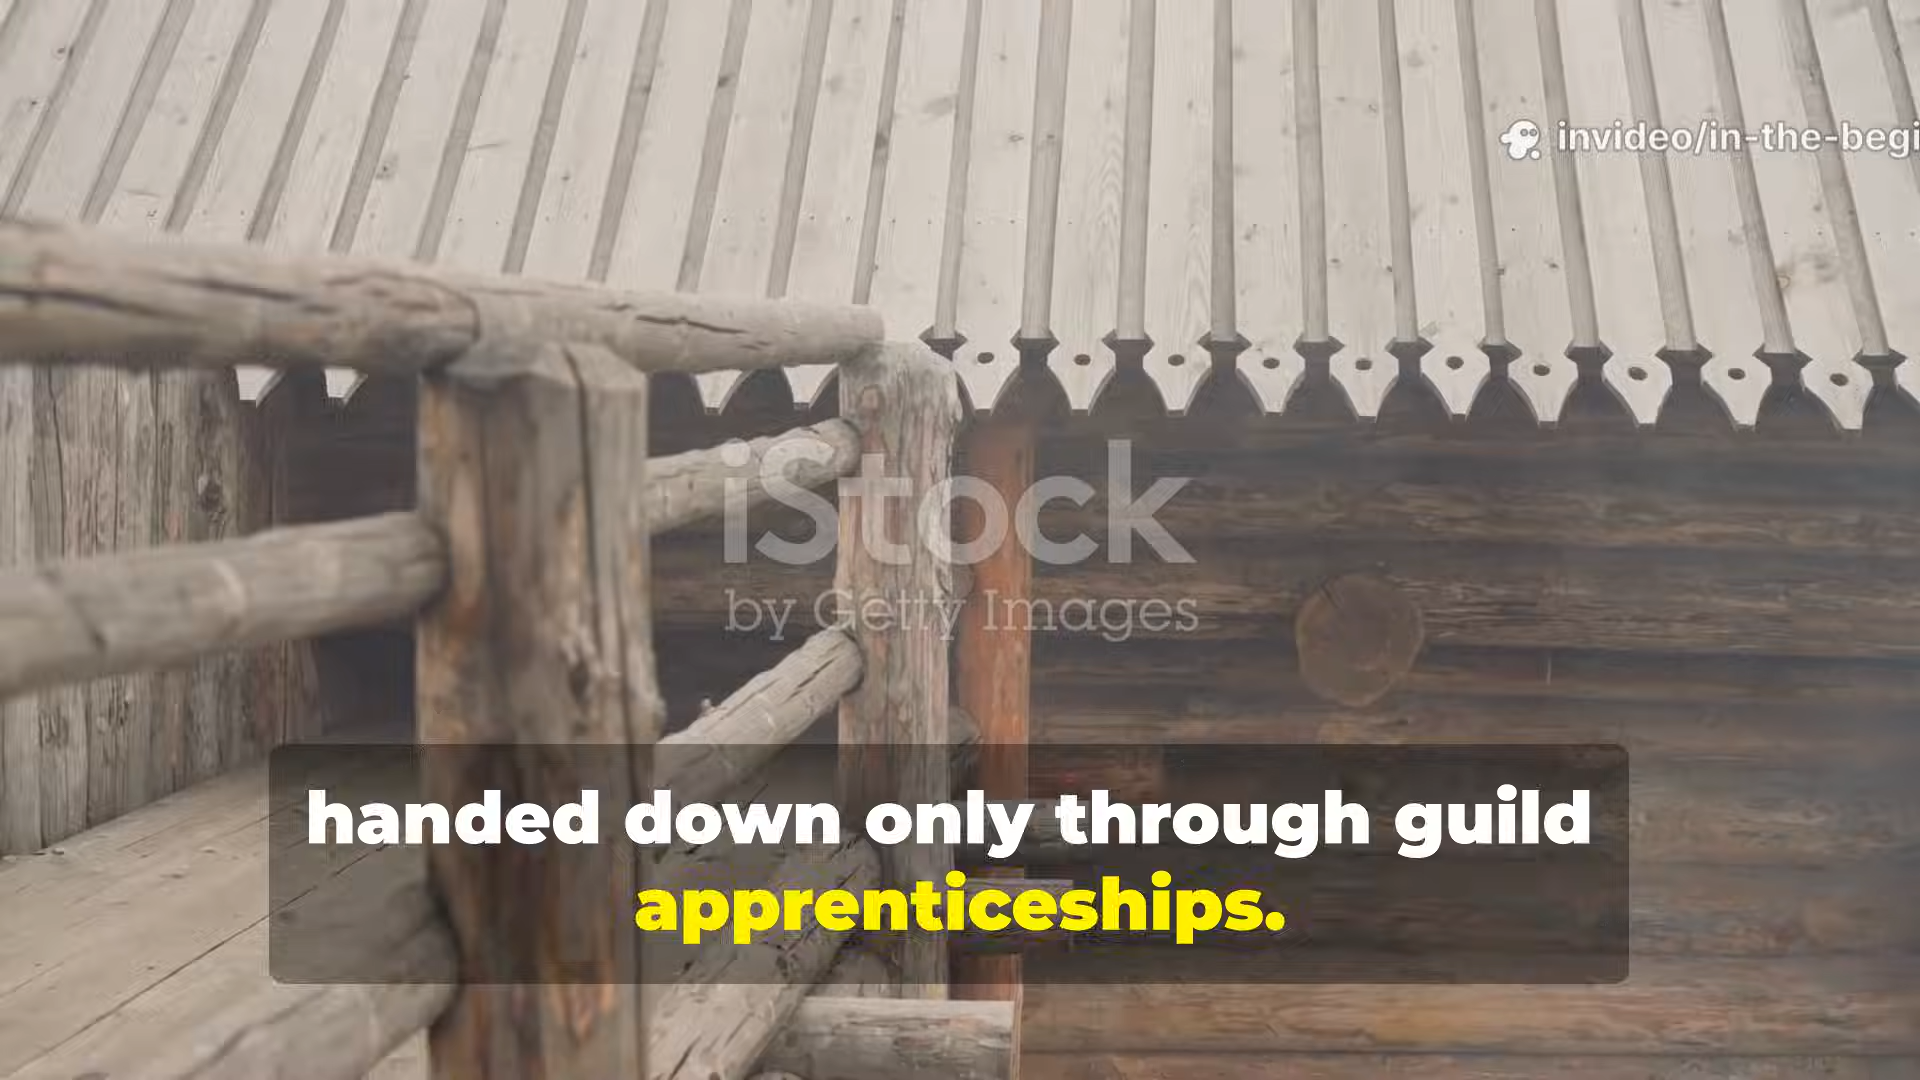 invideo/in-the-begi
iStock
by Getty Images
handed down only through guild
apprenticeships.